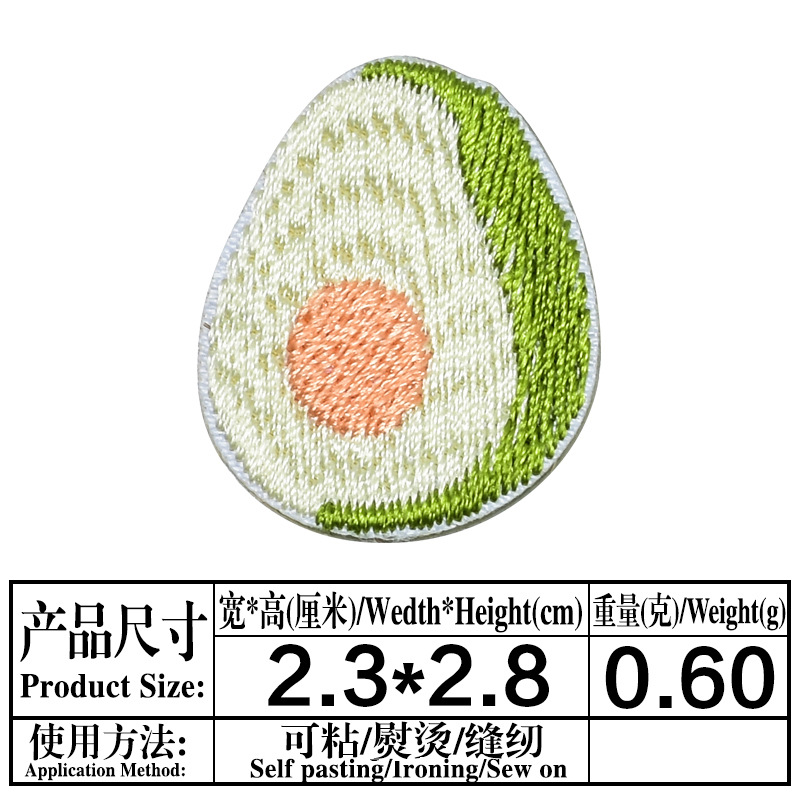 产品尺寸
Product Size:
宽*高(厘米)/Wedth*Height(cm)
重量(克)/Weight(g)
2.3*2.8
0.60
使用方法:
Application Method:
可粘/熨烫/缝纫
Self pasting/Ironing/Sew on